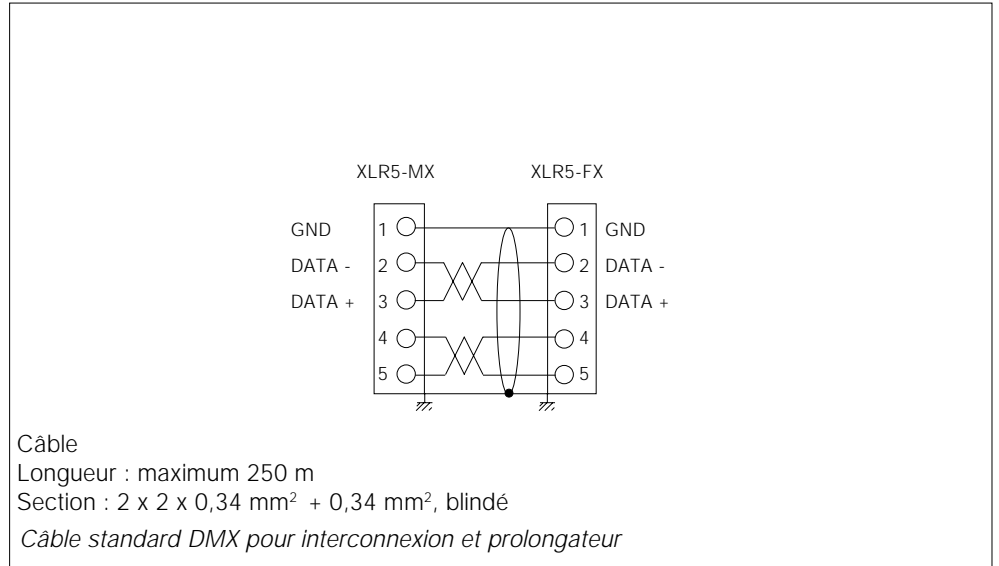 XLR5-MX XLR5-FX
GND 1 1 GND
DATA - 2 2 DATA -
DATA + 3 3 DATA +
4 4
5 5
Câble
Longueur : maximum 250 m
Section : 2 x 2 x 0,34 mm² + 0,34 mm², blindé
Câble standard DMX pour interconnexion et prolongateur